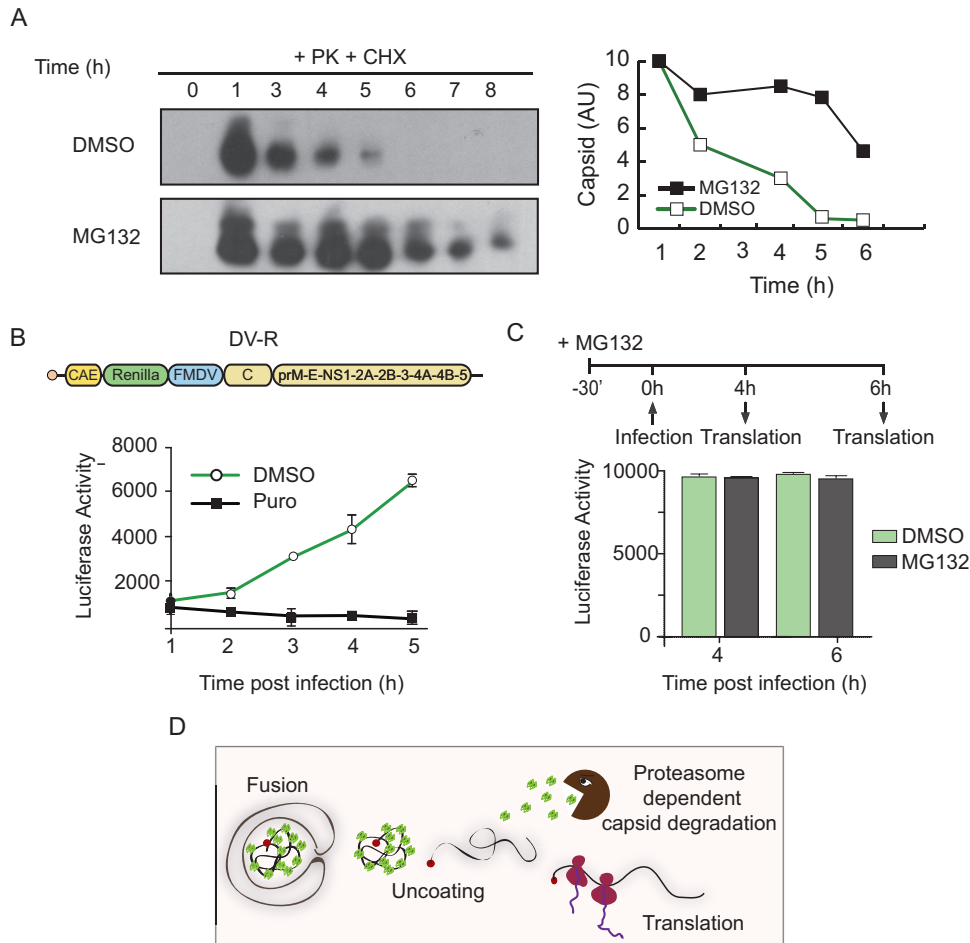 A
+ PK + CHX
Time (h)
0 1 3 4 5 6 7 8
DMSO
MG132
Capsid (AU)
10
8
6
4
2
0
MG132
DMSO
1 2 3 4 5 6
Time (h)
B
DV-R
CAE Renilla FMDV C prM-E-NS1-2A-2B-3-4A-4B-5
Luciferase Activity
8000
6000
4000
2000
DMSO
Puro
1 2 3 4 5
Time post infection (h)
C
+ MG132
-30' 0h 4h 6h
Infection Translation Translation
Luciferase Activity
10000
10000
0
DMSO
MG132
4 6
Time post infection (h)
D
Fusion
Uncoating
Proteasome
dependent
capsid degradation
Translation